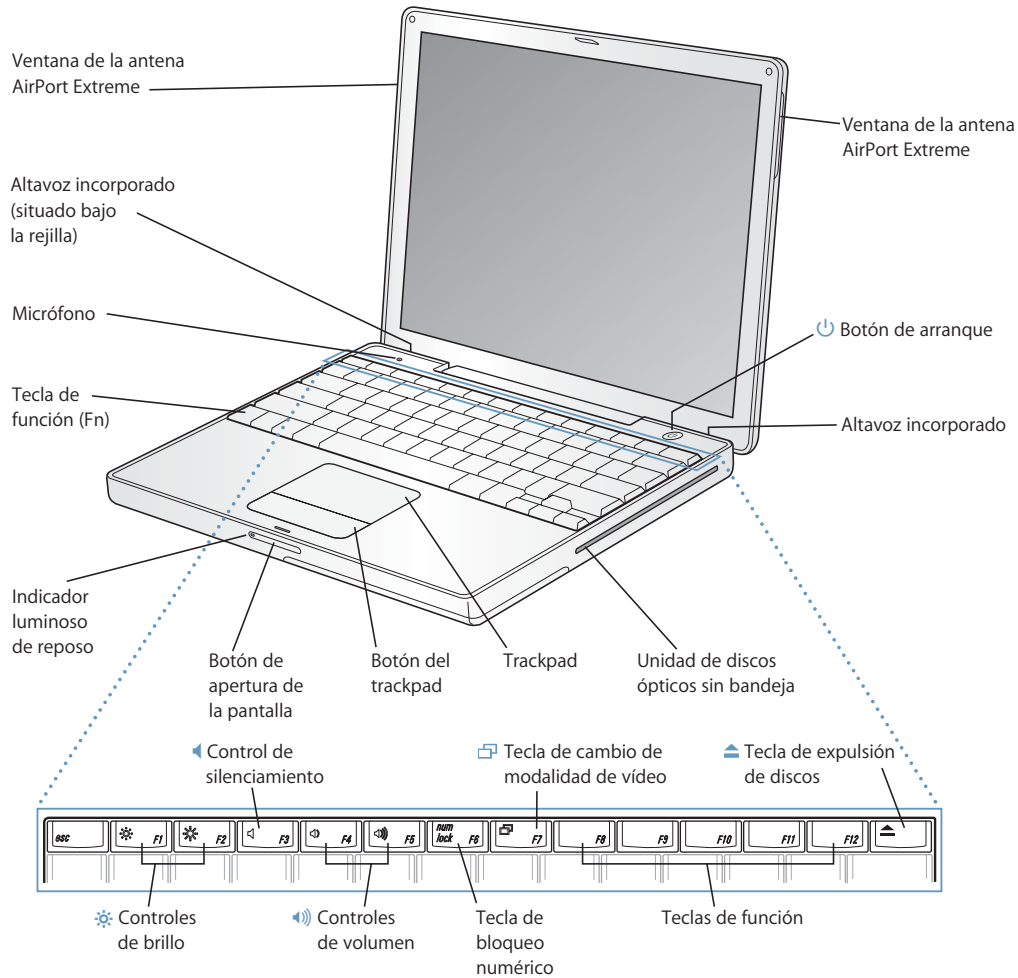 Ventana de la antena
AirPort Extreme
Ventana de la antena
AirPort Extreme
Altavoz incorporado
(situado bajo
la rejilla)
Micrófono
Botón de arranque
Tecla de
función (Fn)
Altavoz incorporado
Indicador
luminoso
de reposo
Botón de
apertura de
la pantalla
Botón del
trackpad
Trackpad
Unidad de discos
ópticos sin bandeja
Control de
silenciamiento
Tecla de cambio de
modalidad de vídeo
Tecla de expulsión
de discos
esc F1 F2 F3 F4 F5 num lock F6 F7 F8 F9 F10 F11 F12
Controles
de brillo
Controles
de volumen
Tecla de
bloqueo
numérico
Teclas de función